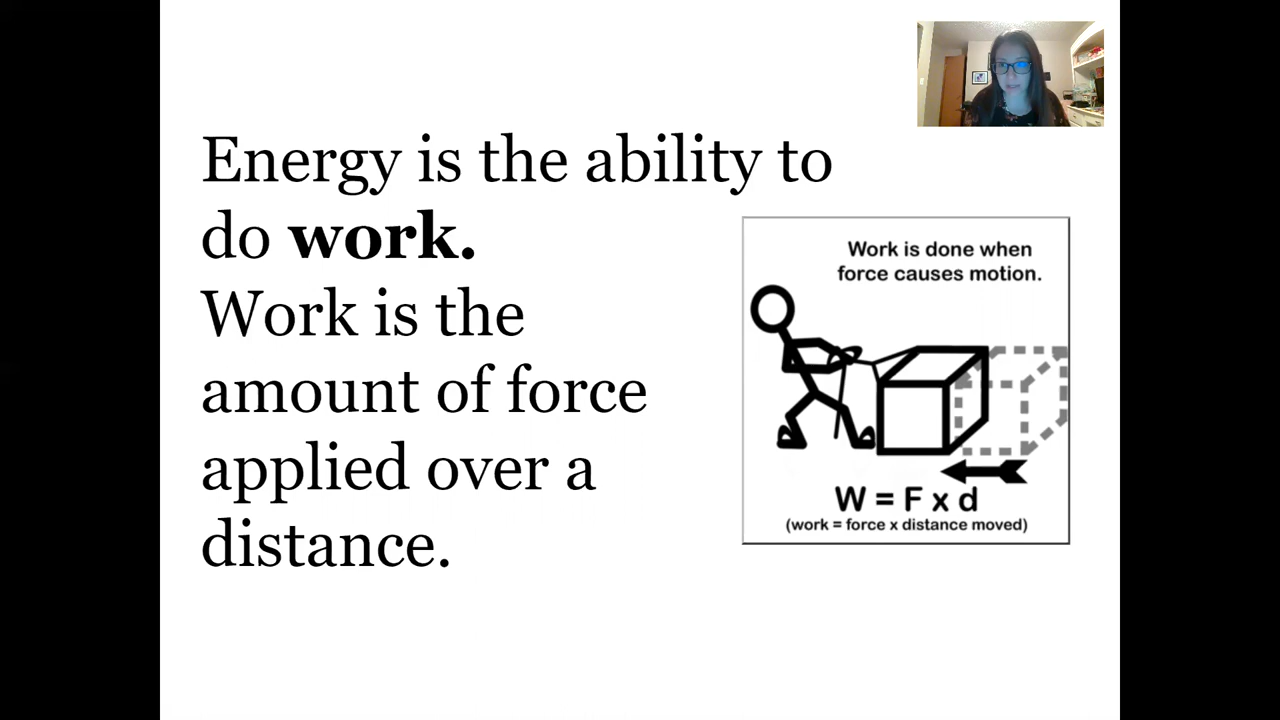 Energy is the ability to
do work.
Work is the
amount of force
applied over a
distance.
Work is done when
force causes motion.
W = F x d
(work = force x distance moved)